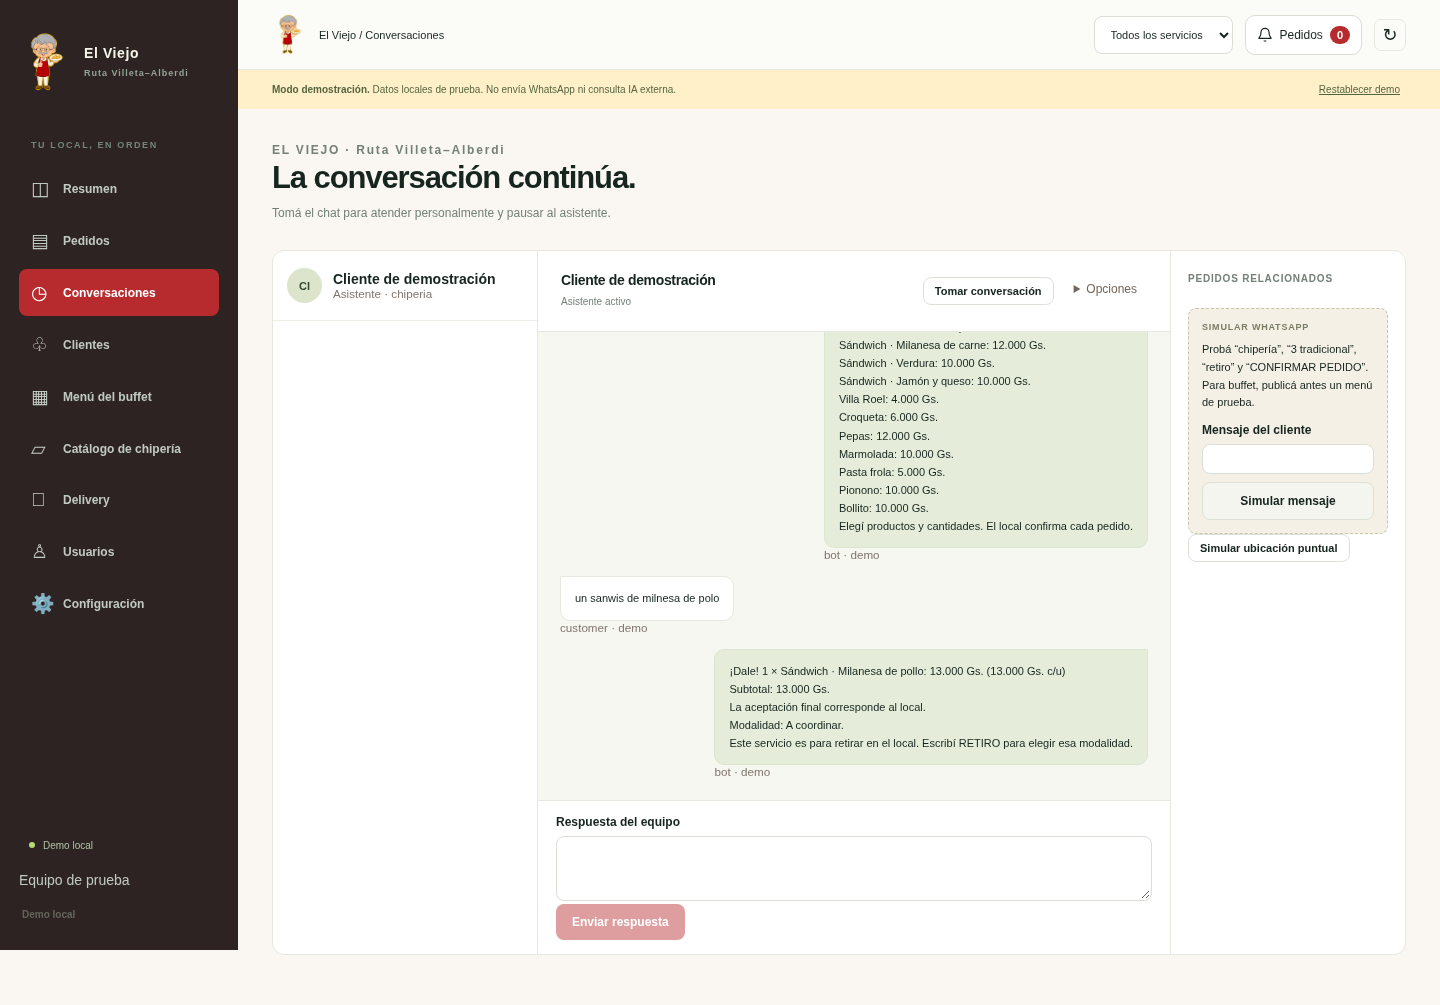 El Viejo
Ruta Villeta–Alberdi
TU LOCAL, EN ORDEN
Resumen
Pedidos
Conversaciones
Clientes
Menú del buffet
Catálogo de chipería
Delivery
Usuarios
Configuración
Demo local
Equipo de prueba
Demo local
El Viejo / Conversaciones
Todos los servicios
Pedidos 0
Modo demostración. Datos locales de prueba. No envía WhatsApp ni consulta IA externa.
Restablecer demo
EL VIEJO · Ruta Villeta–Alberdi
La conversación continúa.
Tomá el chat para atender personalmente y pausar al asistente.
CI
Cliente de demostración
Asistente · chiperia
Cliente de demostración
Asistente activo
Tomar conversación
Opciones
Sándwich · Milanesa de carne: 12.000 Gs.
Sándwich · Verdura: 10.000 Gs.
Sándwich · Jamón y queso: 10.000 Gs.
Villa Roel: 4.000 Gs.
Croqueta: 6.000 Gs.
Pepas: 12.000 Gs.
Marmolada: 10.000 Gs.
Pasta frola: 5.000 Gs.
Pionono: 10.000 Gs.
Bollito: 10.000 Gs.
Elegí productos y cantidades. El local confirma cada pedido.
bot · demo
un sanwis de milnesa de polo
customer · demo
¡Dale! 1 × Sándwich · Milanesa de pollo: 13.000 Gs. (13.000 Gs. c/u)
Subtotal: 13.000 Gs.
La aceptación final corresponde al local.
Modalidad: A coordinar.
Este servicio es para retirar en el local. Escribí RETIRO para elegir esa modalidad.
bot · demo
Respuesta del equipo
Enviar respuesta
PEDIDOS RELACIONADOS
SIMULAR WHATSAPP
Probá “chipería”, “3 tradicional”,
“retiro” y “CONFIRMAR PEDIDO”.
Para buffet, publicá antes un menú
de prueba.
Mensaje del cliente
Simular mensaje
Simular ubicación puntual